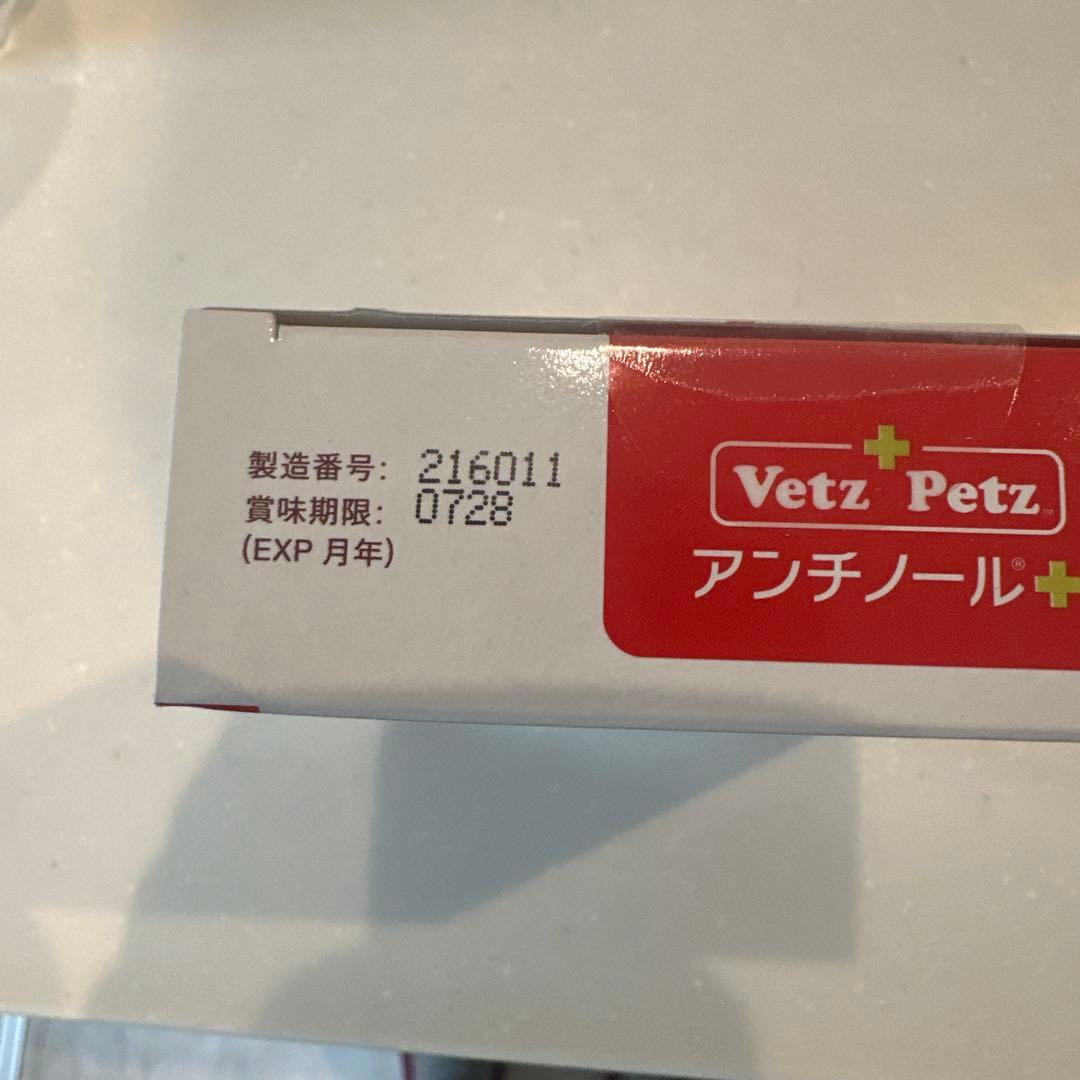 製造番号: 216011
賞味期限: 0728
(EXP 月年)
Vetz Petz™
アンチノール®+